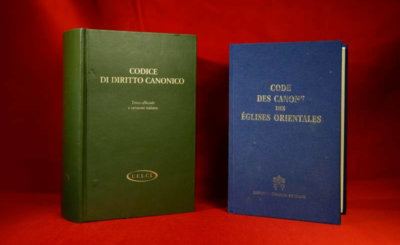 CODICE
DI DIRITTO CANONICO
Testo ufficiale
e versione italiana
U.E.L.C.I.
CODE
DES CANONS
DES
ÉGLISES ORIENTALES